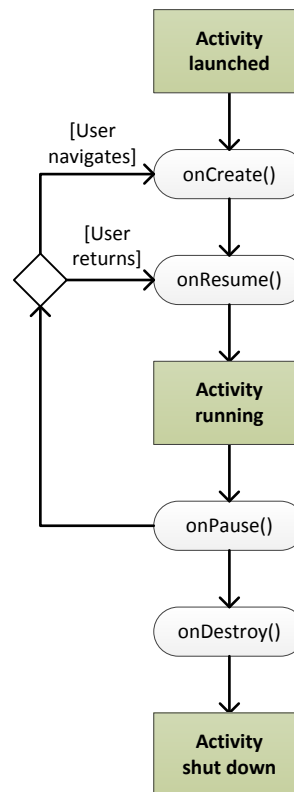 Activity
launched
[User
navigates]
onCreate()
[User
returns]
onResume()
Activity
running
onPause()
onDestroy()
Activity
shut down